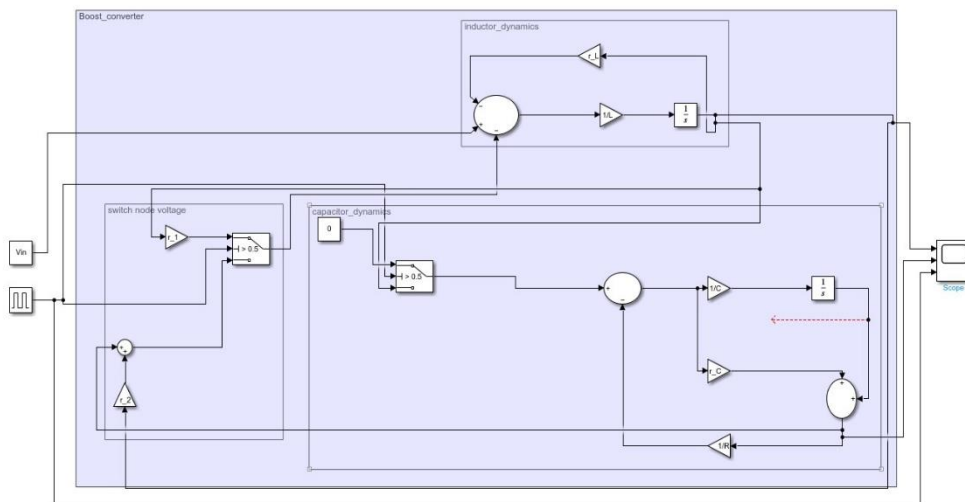 Boost_converter
inductor_dynamics
r_L
−
+
−
1/L
1
s
switch node voltage
r_1
> 0.5
capacitor_dynamics
0
> 0.5
Vin
+
−
1/C
1
s
Scope
+
+
r_C
r_2
+
+
1/R